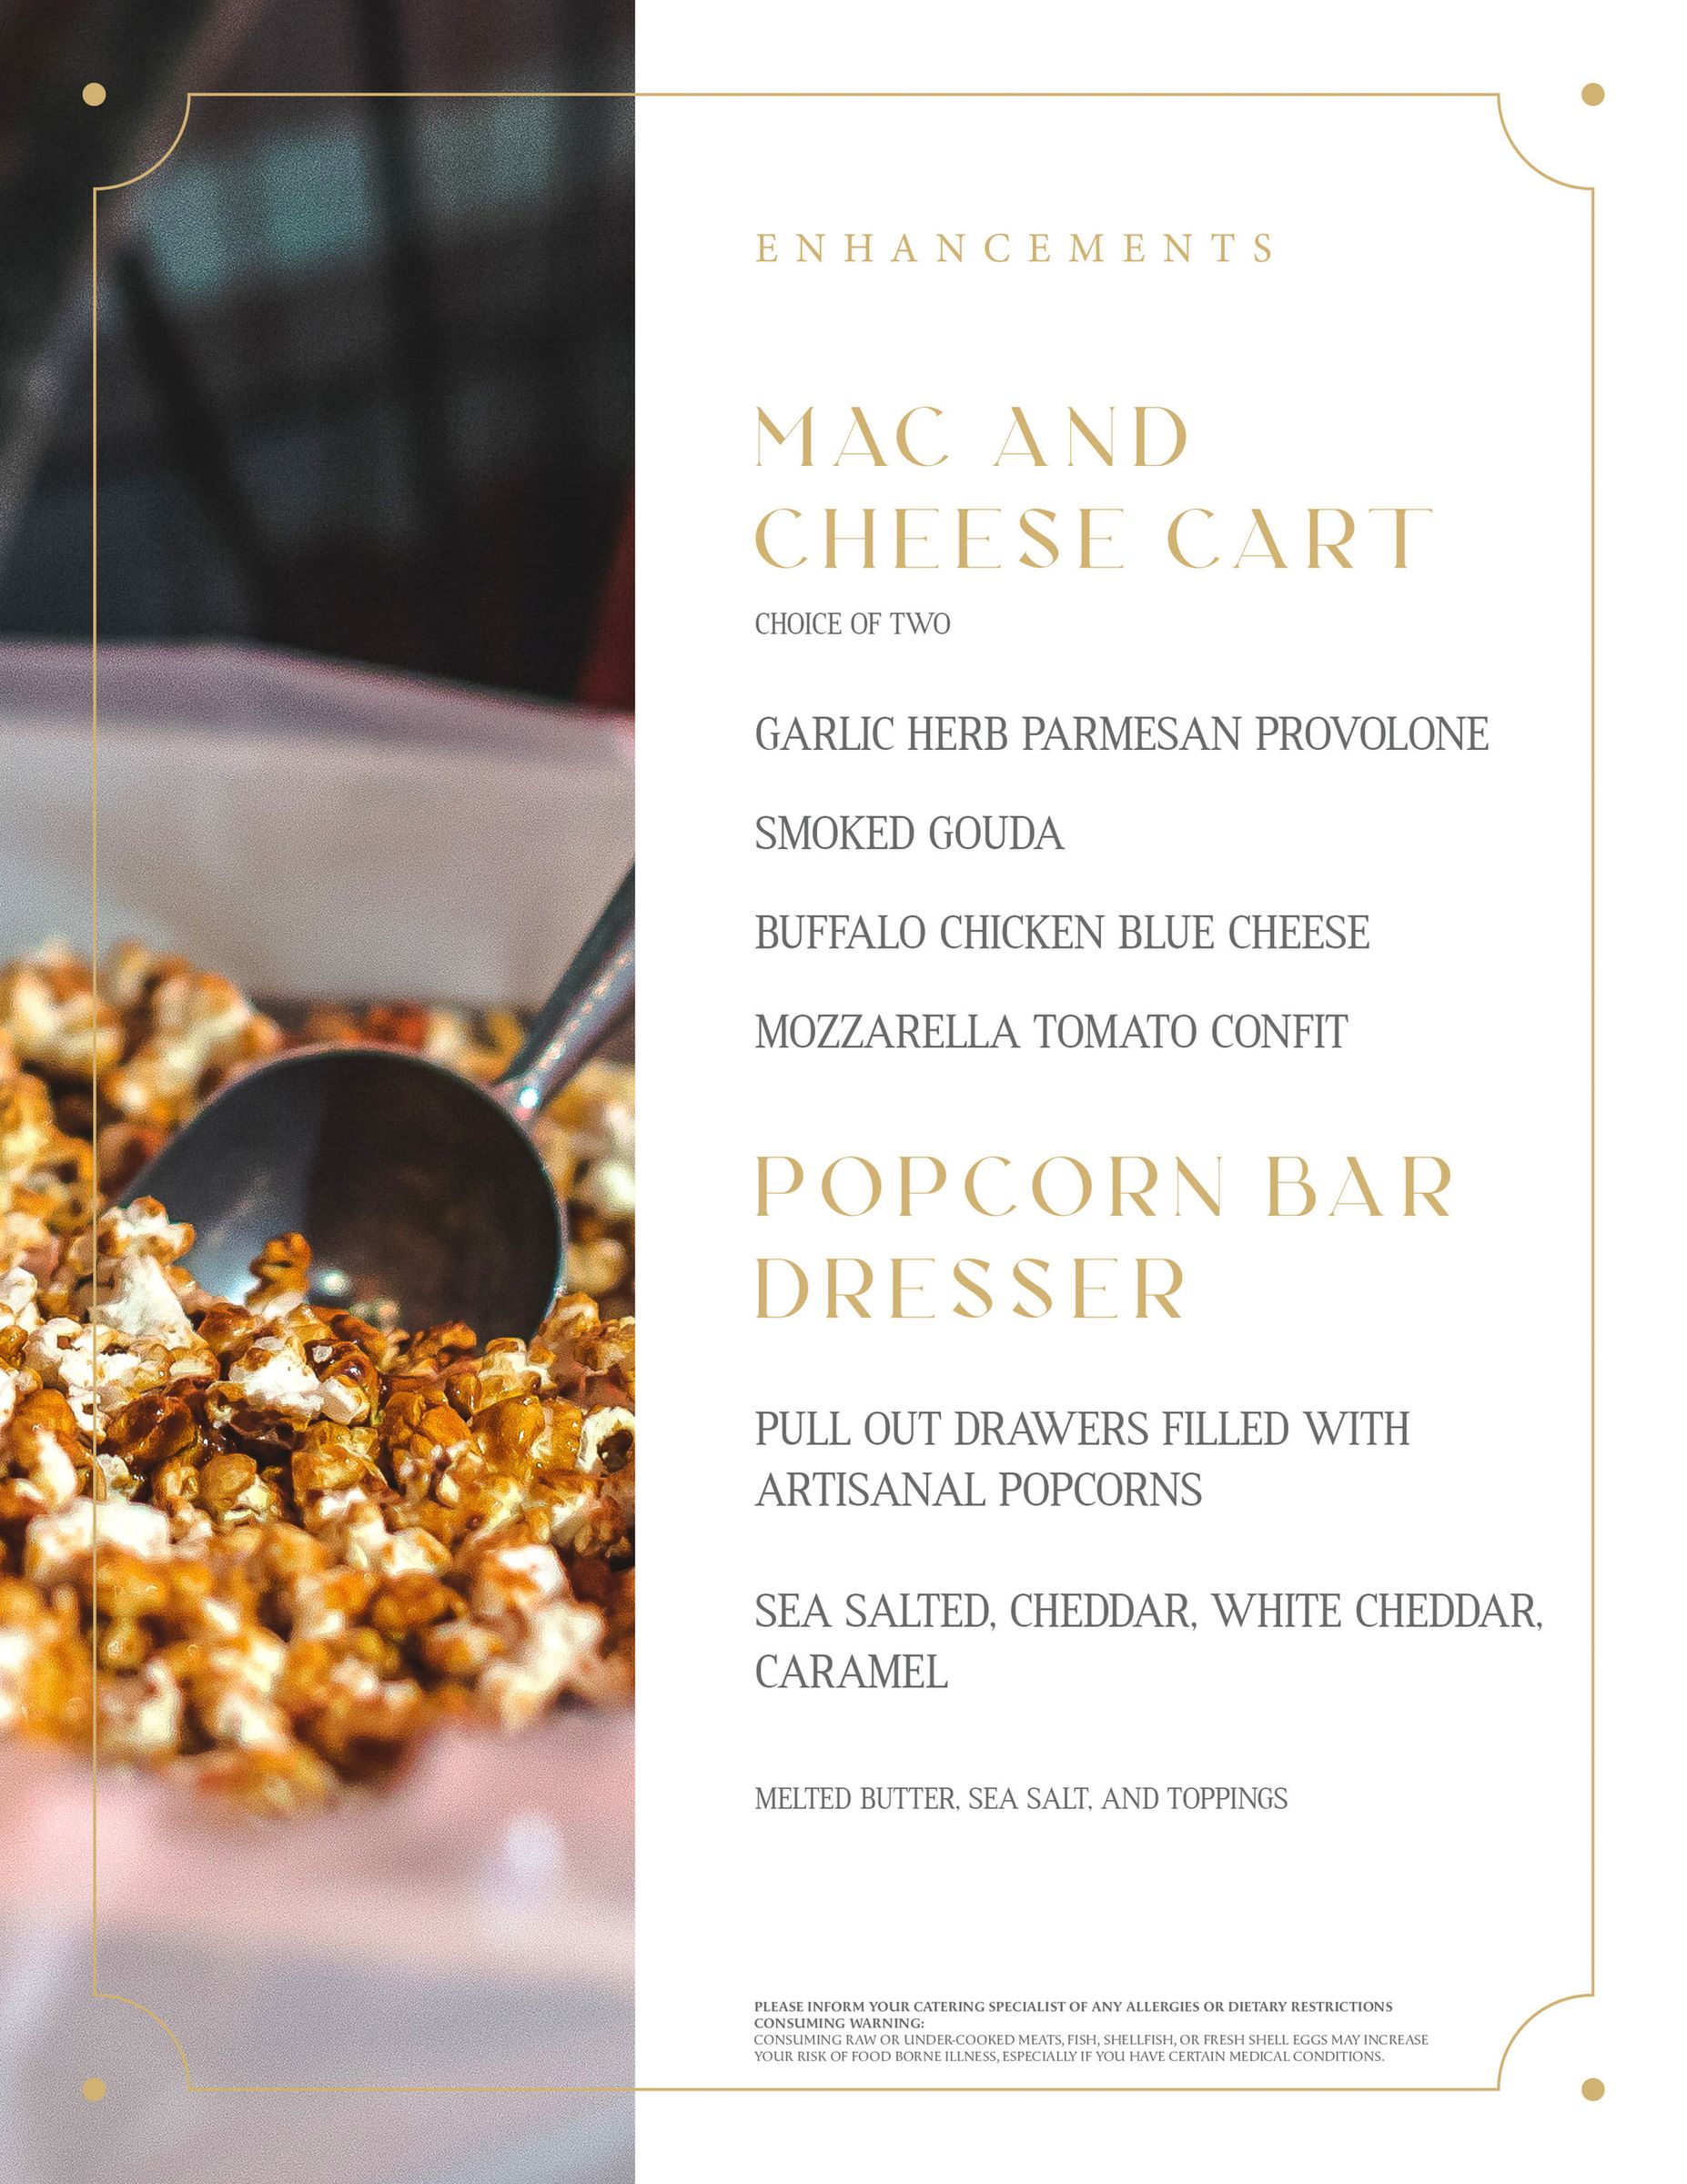 ENHANCEMENTS
MAC AND
CHEESE CART
CHOICE OF TWO
GARLIC HERB PARMESAN PROVOLONE
SMOKED GOUDA
BUFFALO CHICKEN BLUE CHEESE
MOZZARELLA TOMATO CONFIT
POPCORN BAR
DRESSER
PULL OUT DRAWERS FILLED WITH
ARTISANAL POPCORNS
SEA SALTED, CHEDDAR, WHITE CHEDDAR,
CARAMEL
MELTED BUTTER, SEA SALT, AND TOPPINGS
PLEASE INFORM YOUR CATERING SPECIALIST OF ANY ALLERGIES OR DIETARY RESTRICTIONS
CONSUMING WARNING:
CONSUMING RAW OR UNDER-COOKED MEATS, FISH, SHELLFISH, OR FRESH SHELL EGGS MAY INCREASE
YOUR RISK OF FOOD BORNE ILLNESS, ESPECIALLY IF YOU HAVE CERTAIN MEDICAL CONDITIONS.